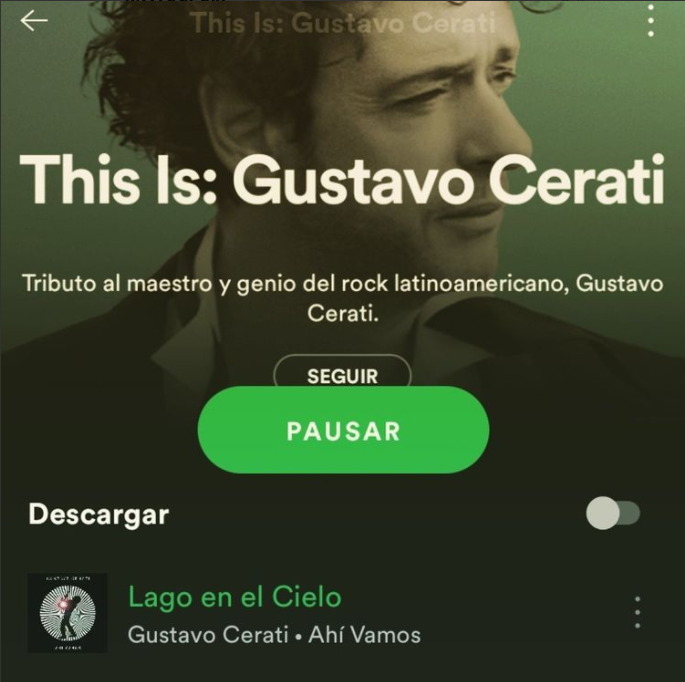 This Is: Gustavo Cerati
This Is: Gustavo Cerati
Tributo al maestro y genio del rock latinoamericano, Gustavo
Cerati.
SEGUIR
PAUSAR
Descargar
Lago en el Cielo
Gustavo Cerati • Ahí Vamos